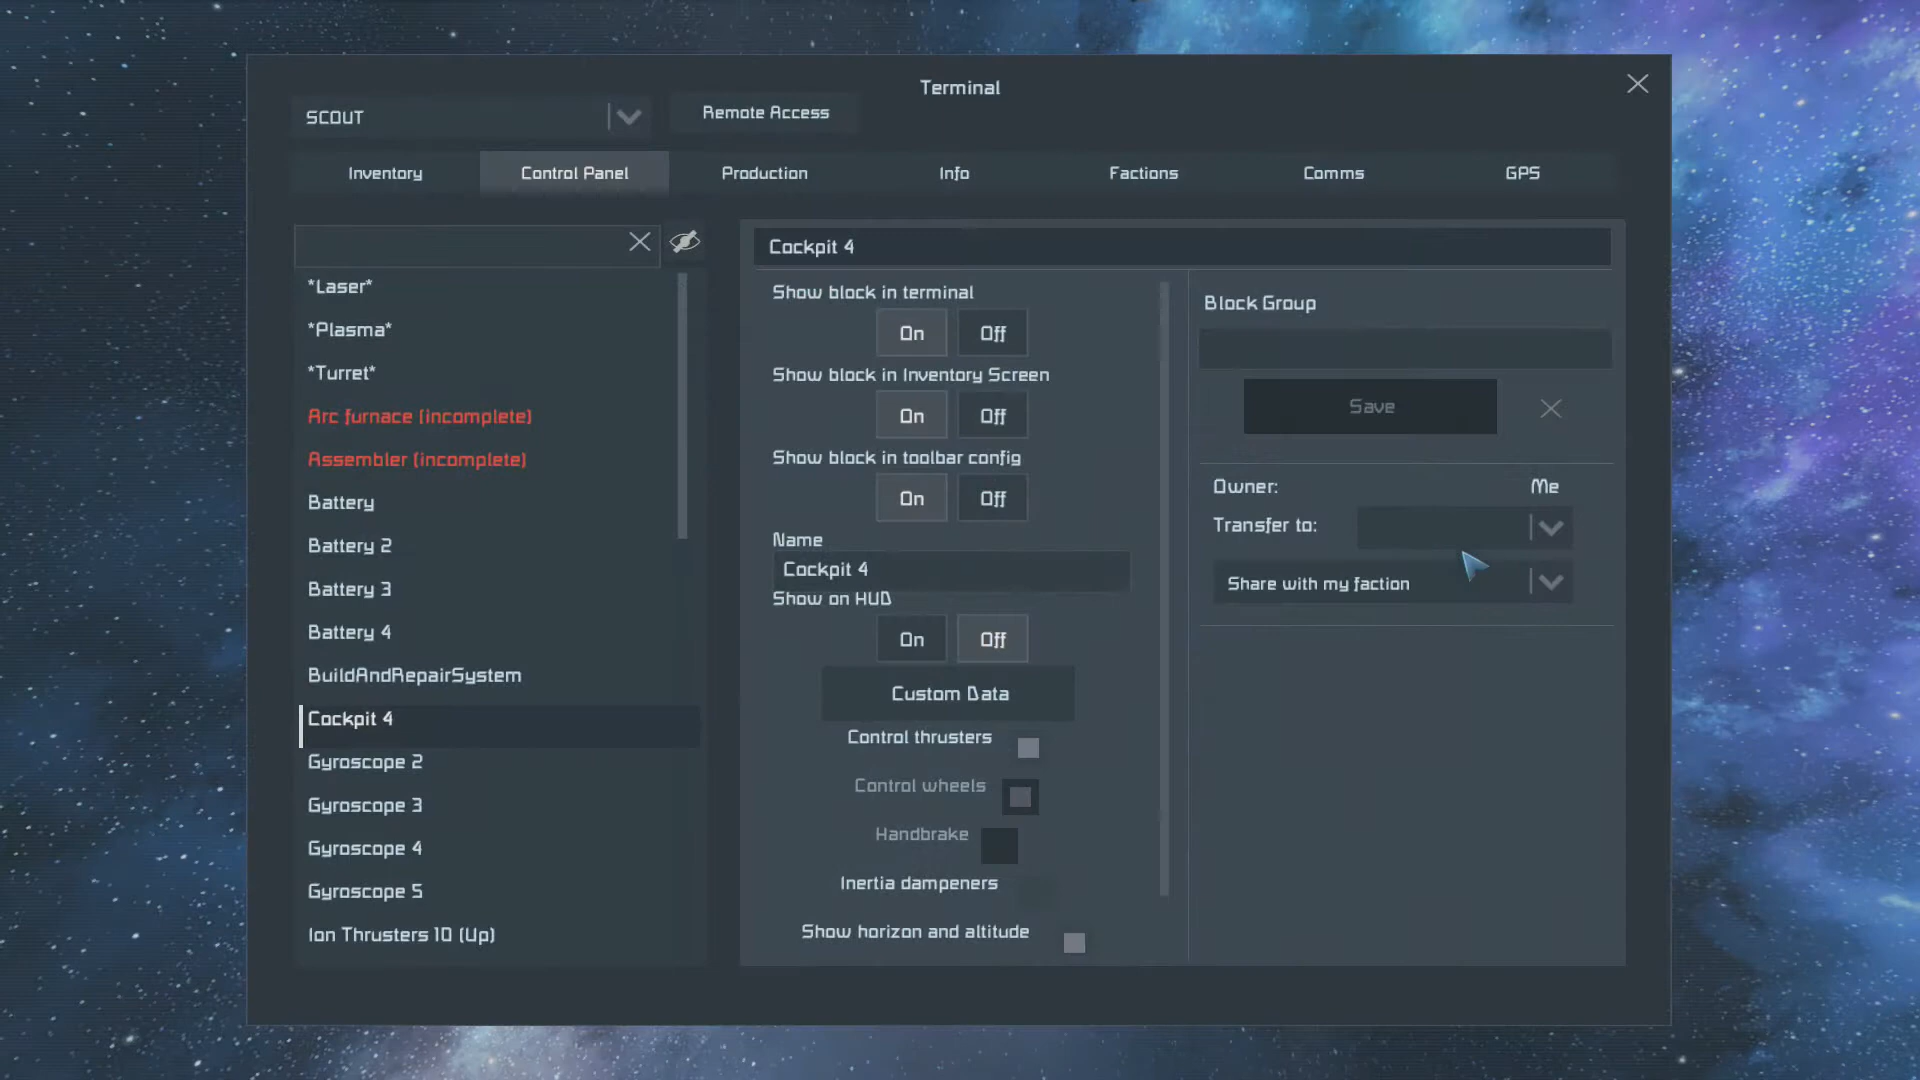 Terminal
SCOUT
Remote Access
Inventory
Control Panel
Production
Info
Factions
Comms
GPS
*Laser*
*Plasma*
*Turret*
Arc furnace (incomplete)
Assembler (incomplete)
Battery
Battery 2
Battery 3
Battery 4
BuildAndRepairSystem
Cockpit 4
Gyroscope 2
Gyroscope 3
Gyroscope 4
Gyroscope 5
Ion Thrusters 10 (Up)
Cockpit 4
Show block in terminal
On Off
Show block in Inventory Screen
On Off
Show block in toolbar config
On Off
Name
Cockpit 4
Show on HUD
On Off
Custom Data
Control thrusters
Control wheels
Handbrake
Inertia dampeners
Show horizon and altitude
Block Group
Save
Owner: Me
Transfer to:
Share with my faction